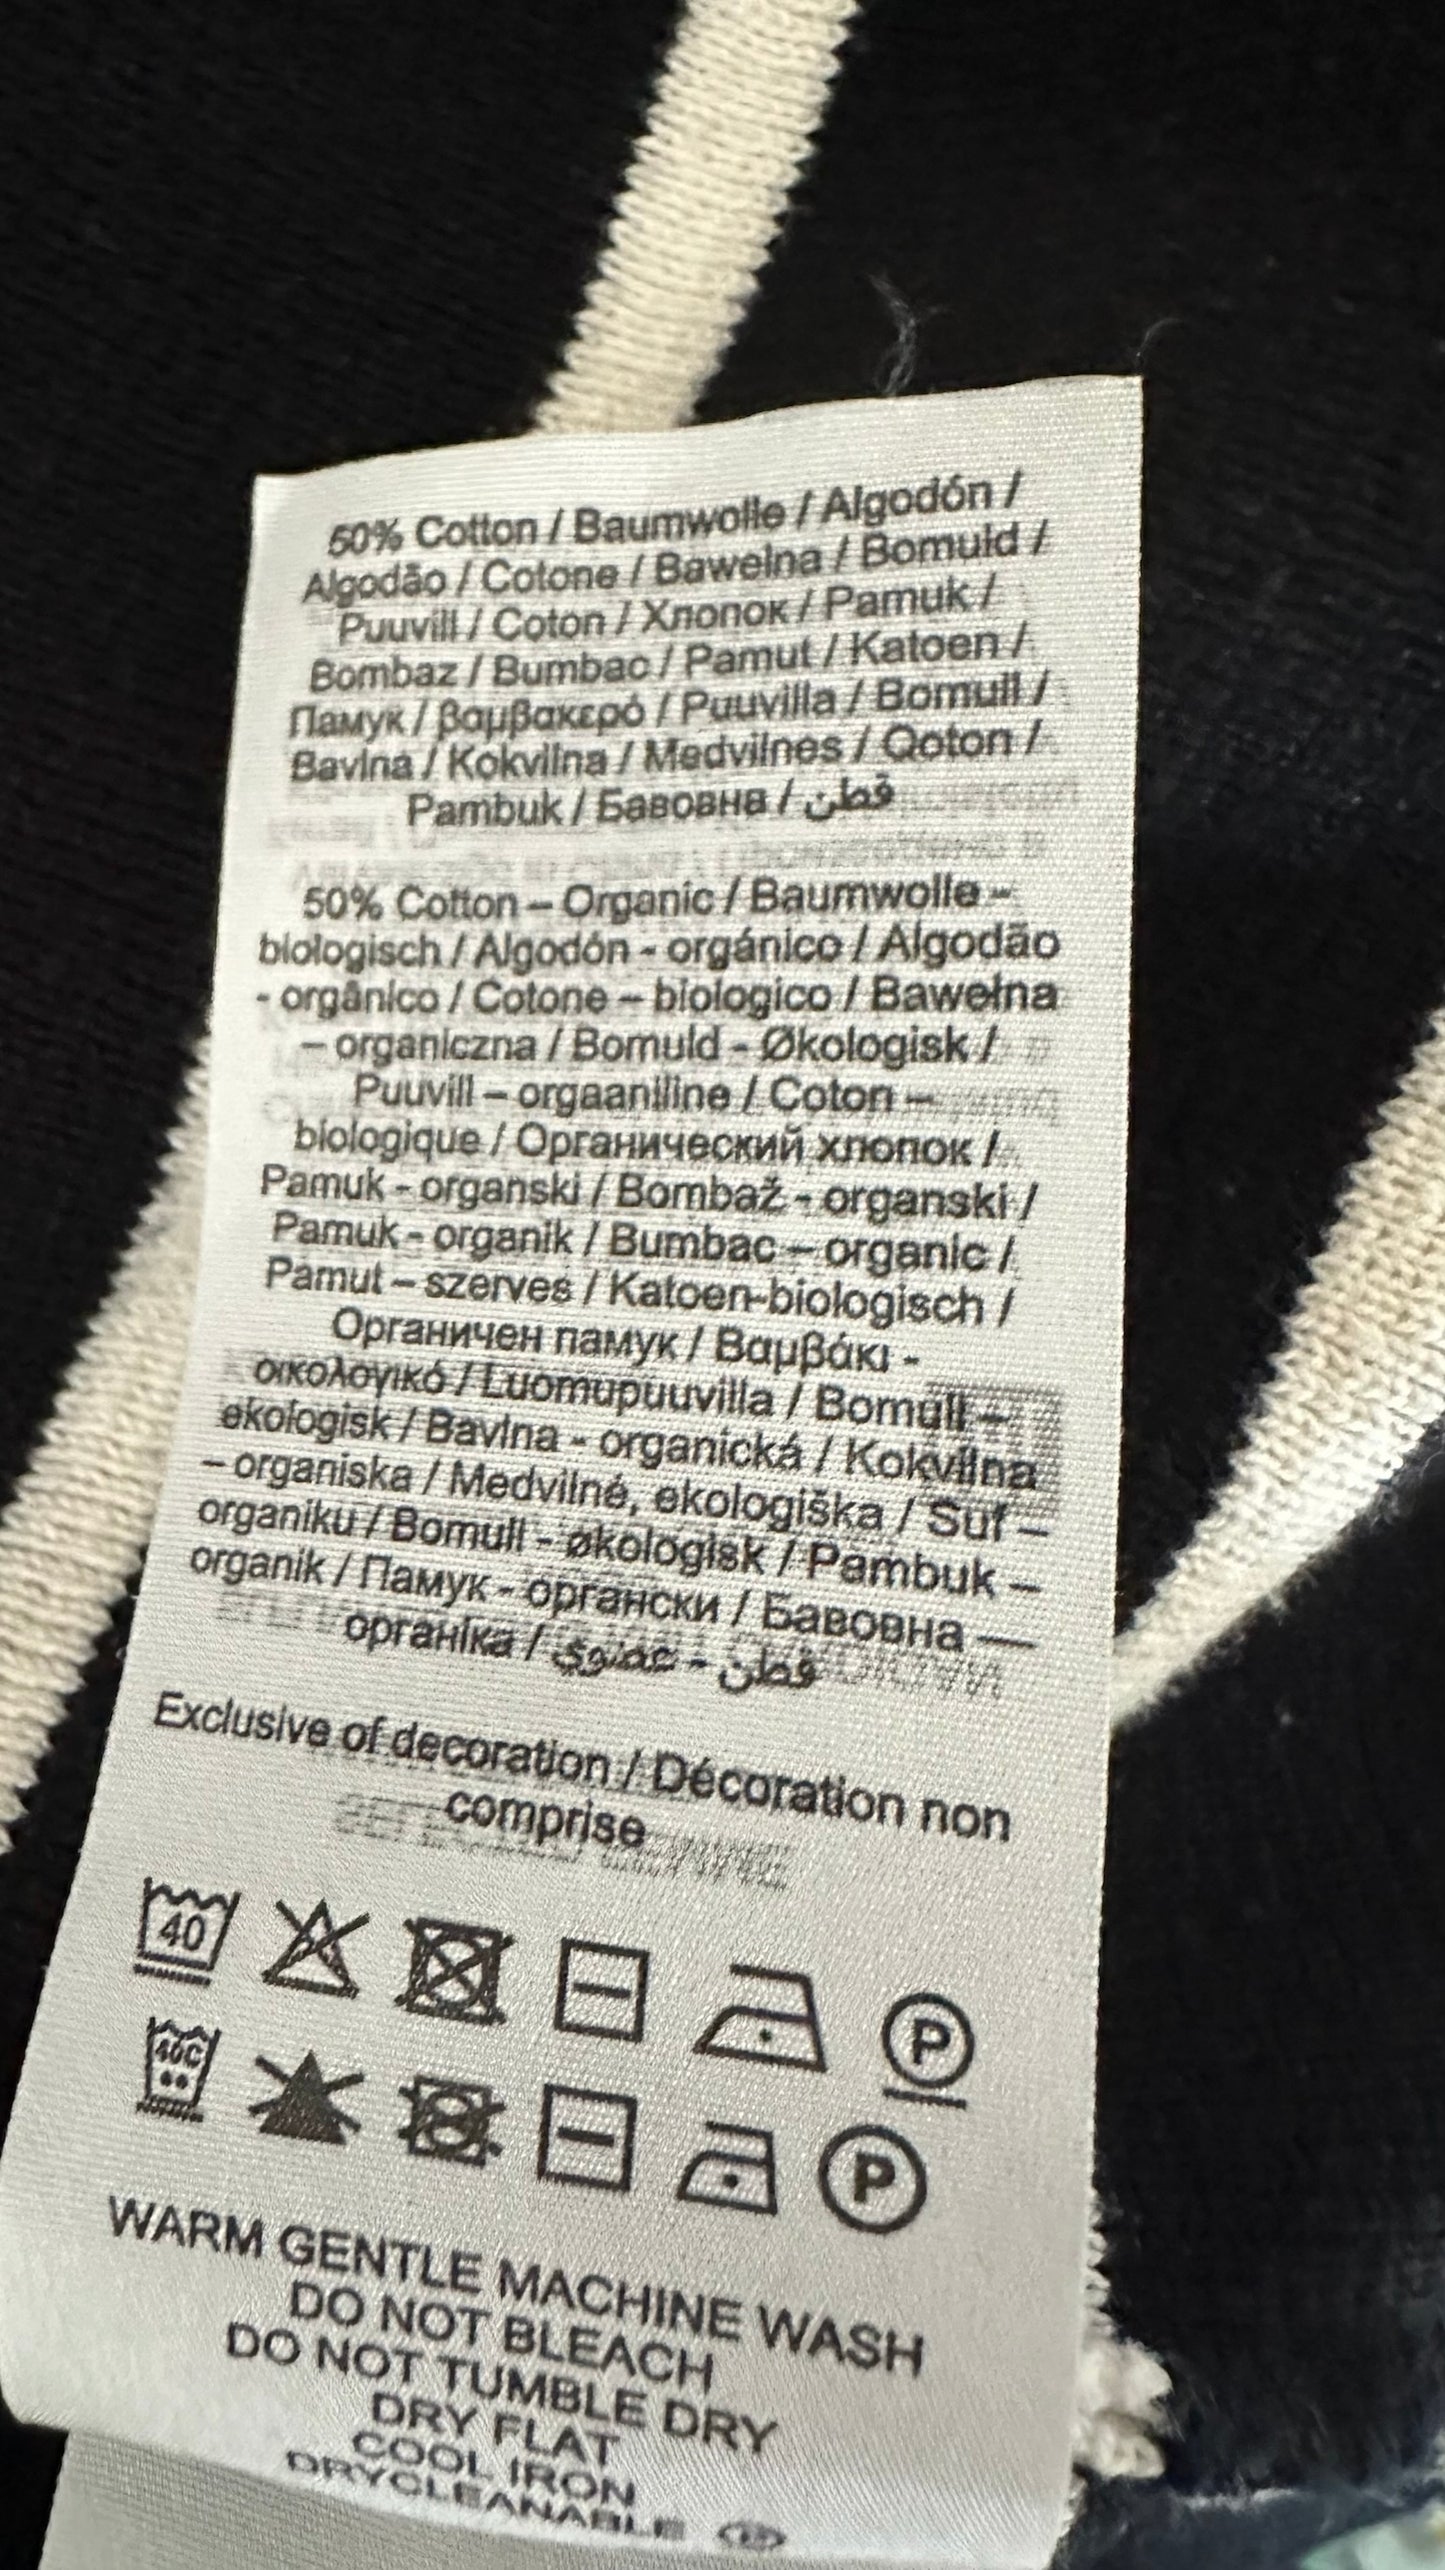 50% Cotton / Baumwolle / Algodón /
Algodão / Cotone / Bawełna / Bomuld /
Puuvill / Coton / Хлопок / Pamuk /
Bombaz / Bumbac / Pamut / Katoen /
Памук / βαμβακερό / Puuvilla / Bomull /
Bavlna / Kokvilna / Medvilnes / Qoton /
Pambuk / Бавовна / قطن
50% Cotton – Organic / Baumwolle –
biologisch / Algodón - orgánico / Algodão
- orgânico / Cotone – biologico / Bawełna
– organiczna / Bomuld - Økologisk /
Puuvill – orgaaniline / Coton –
biologique / Органический хлопок /
Pamuk - organski / Bombaž - organski /
Pamuk - organik / Bumbac – organic /
Pamut – szerves / Katoen-biologisch /
Органичен памук / Βαμβάκι -
οικολογικό / Luomupuuvilla / Bomull –
ekologisk / Bavlna - organická / Kokvilna
– organiska / Medvilnė, ekologiška / Suf –
organiku / Bomull - økologisk / Pambuk –
organik / Памук - органски / Бавовна —
органіка / قطن - عضوي
Exclusive of decoration / Décoration non
comprise
40 P
40C P
WARM GENTLE MACHINE WASH
DO NOT BLEACH
DO NOT TUMBLE DRY
DRY FLAT
COOL IRON
DRYCLEANABLE